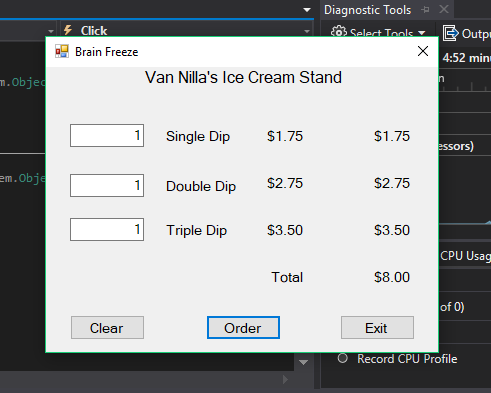 Diagnostic Tools
Click
Select Tools
Outpu
Brain Freeze
4:52 minu
Van Nilla's Ice Cream Stand
m.Objec
1 Single Dip $1.75 $1.75
essors)
em.Obje
1 Double Dip $2.75 $2.75
1 Triple Dip $3.50 $3.50
CPU Usag
Total $8.00
of 0)
Clear Order Exit
Record CPU Profile